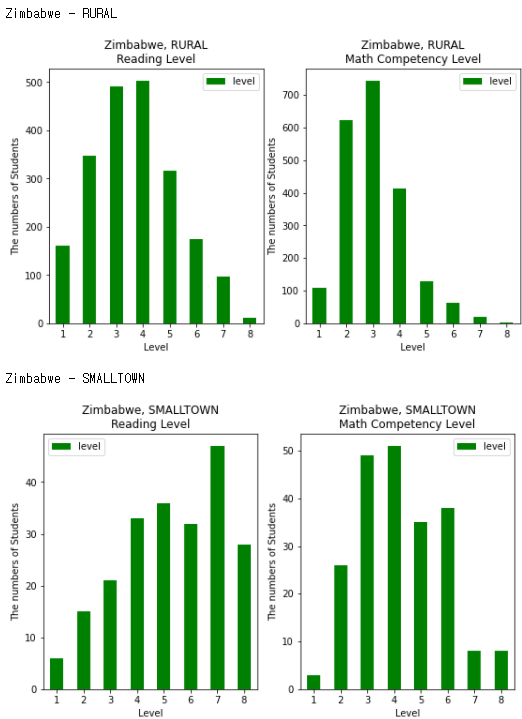 Zimbabwe - RURAL
Zimbabwe, RURAL
Reading Level
The numbers of Students
500
400
300
200
100
0
level
1 2 3 4 5 6 7 8
Level
Zimbabwe, RURAL
Math Competency Level
The numbers of Students
700
600
500
400
300
200
100
0
level
1 2 3 4 5 6 7 8
Level
Zimbabwe - SMALLTOWN
Zimbabwe, SMALLTOWN
Reading Level
The numbers of Students
40
30
20
10
0
level
1 2 3 4 5 6 7 8
Level
Zimbabwe, SMALLTOWN
Math Competency Level
The numbers of Students
50
40
30
20
10
0
level
1 2 3 4 5 6 7 8
Level